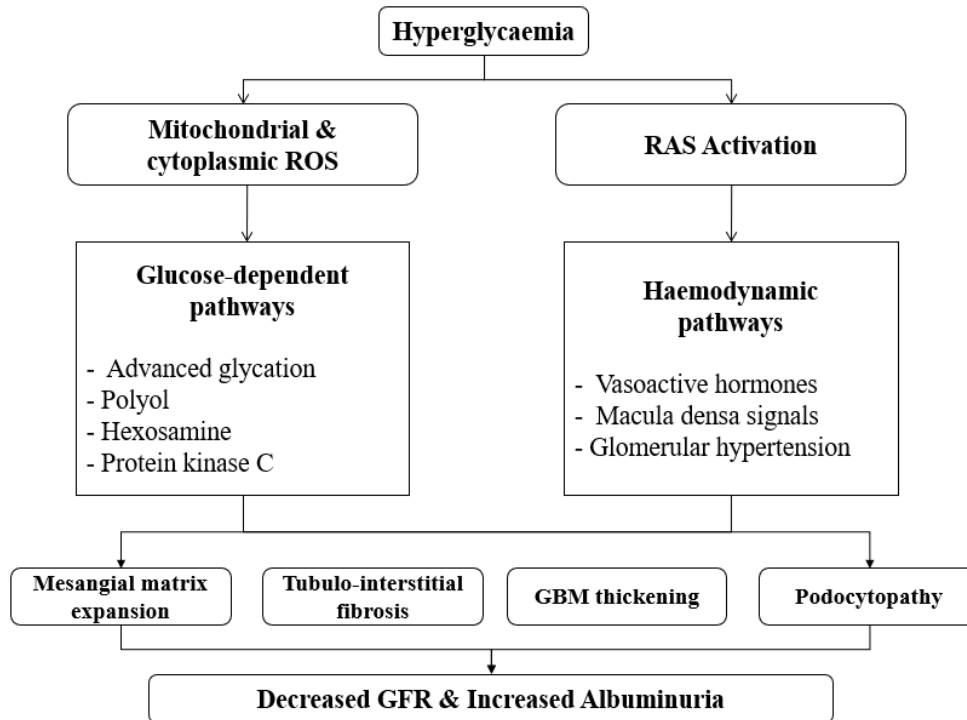 Hyperglycaemia
Mitochondrial &
cytoplasmic ROS
RAS Activation
Glucose-dependent
pathways
- Advanced glycation
- Polyol
- Hexosamine
- Protein kinase C
Haemodynamic
pathways
- Vasoactive hormones
- Macula densa signals
- Glomerular hypertension
Mesangial matrix
expansion
Tubulo-interstitial
fibrosis
GBM thickening
Podocytopathy
Decreased GFR & Increased Albuminuria